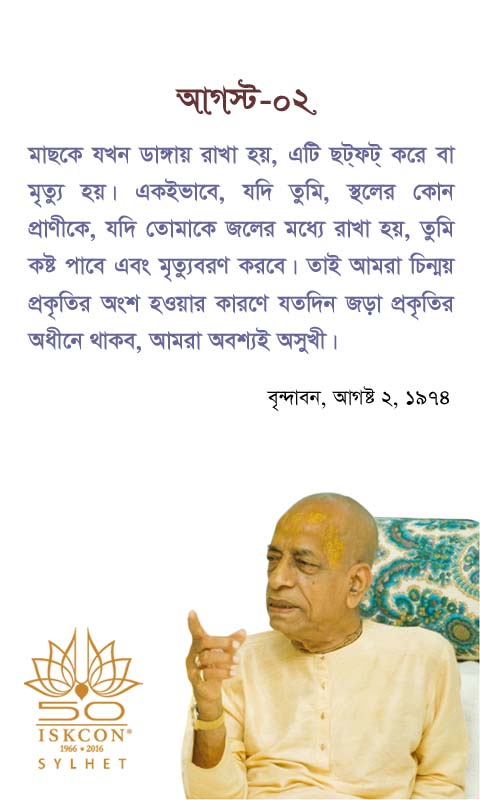 আগস্ট-০২
মাছকে যখন ডাঙ্গায় রাখা হয়, এটি ছট্‌ফট্ করে বা
মৃত্যু হয়। একইভাবে, যদি তুমি, স্থলের কোন
প্রাণীকে, যদি তোমাকে জলের মধ্যে রাখা হয়, তুমি
কষ্ট পাবে এবং মৃত্যুবরণ করবে। তাই আমরা চিন্ময়
প্রকৃতির অংশ হওয়ার কারণে যতদিন জড়া প্রকৃতির
অধীনে থাকব, আমরা অবশ্যই অসুখী।
বৃন্দাবন, আগষ্ট ২, ১৯৭৪
50
ISKCON®
1966 • 2016
SYLHET